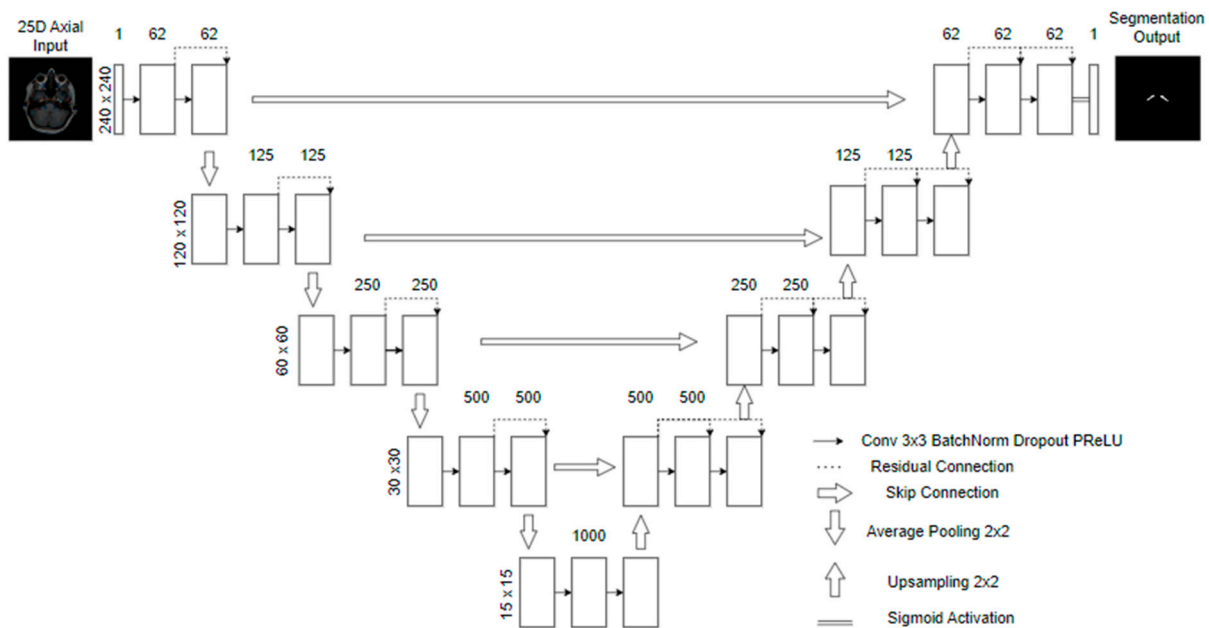 25D Axial
Input
1 62 62
240 x 240
62 62 62 1
Segmentation
Output
125 125
120 x 120
125 125
250 250
60 x 60
250 250
500 500
30 x30
500 500
1000
15 x 15
Conv 3x3 BatchNorm Dropout PReLU
Residual Connection
Skip Connection
Average Pooling 2x2
Upsampling 2x2
Sigmoid Activation